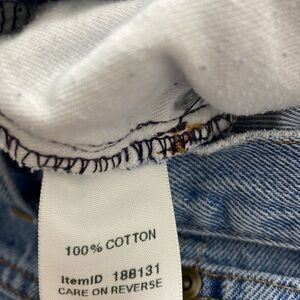 100% COTTON
ItemID 188131
CARE ON REVERSE